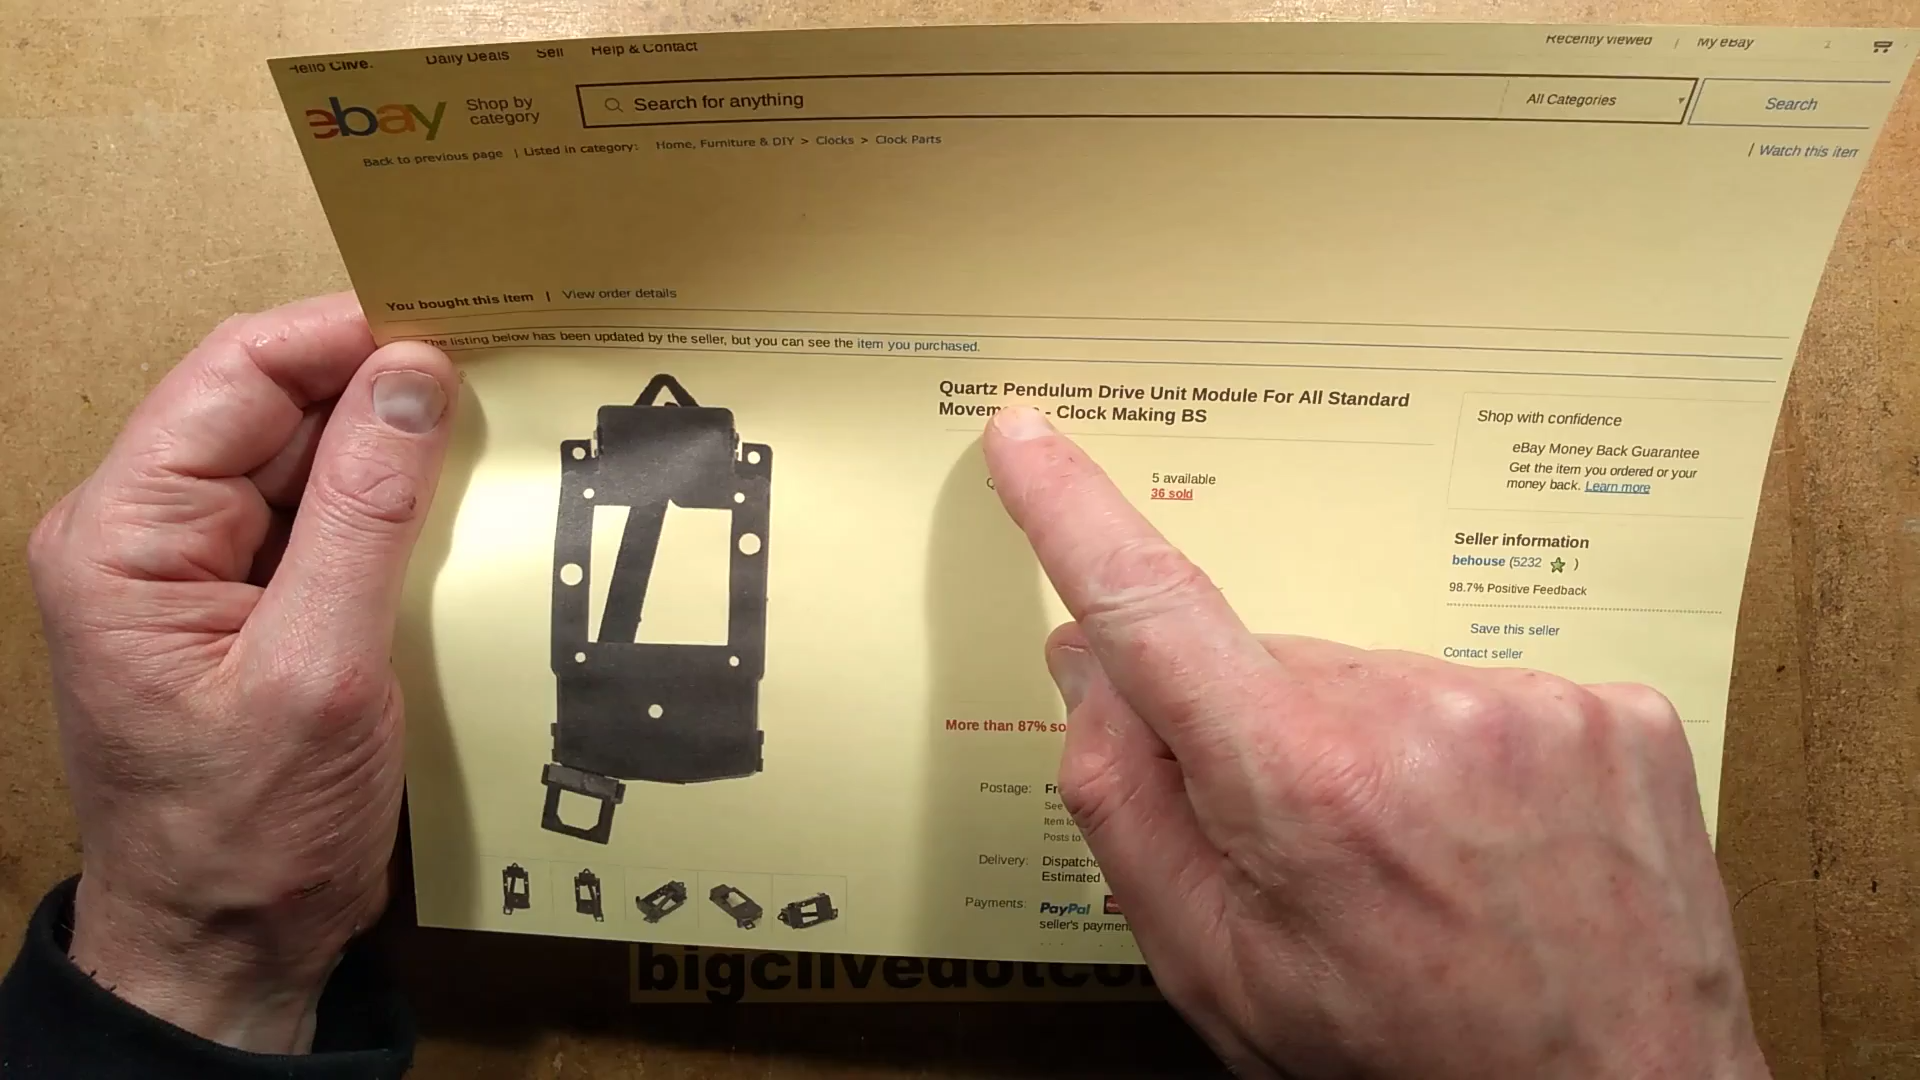 Hello Clive. Daily Deals Sell Help & Contact Recently viewed | My eBay
ebay Shop by category Search for anything All Categories Search
Back to previous page | Listed in category: Home, Furniture & DIY > Clocks > Clock Parts | Watch this item
You bought this item | View order details
The listing below has been updated by the seller, but you can see the item you purchased.
Quartz Pendulum Drive Unit Module For All Standard
- Clock Making BS
5 available
36 sold
More than 87%
Postage:
See
Item
Posts to
Delivery:
Estimated
Payments: PayPal
seller's
Shop with confidence
eBay Money Back Guarantee
Get the item you ordered or your
money back. Learn more
Seller information
behouse (5232 )
98.7% Positive Feedback
Save this seller
Contact seller